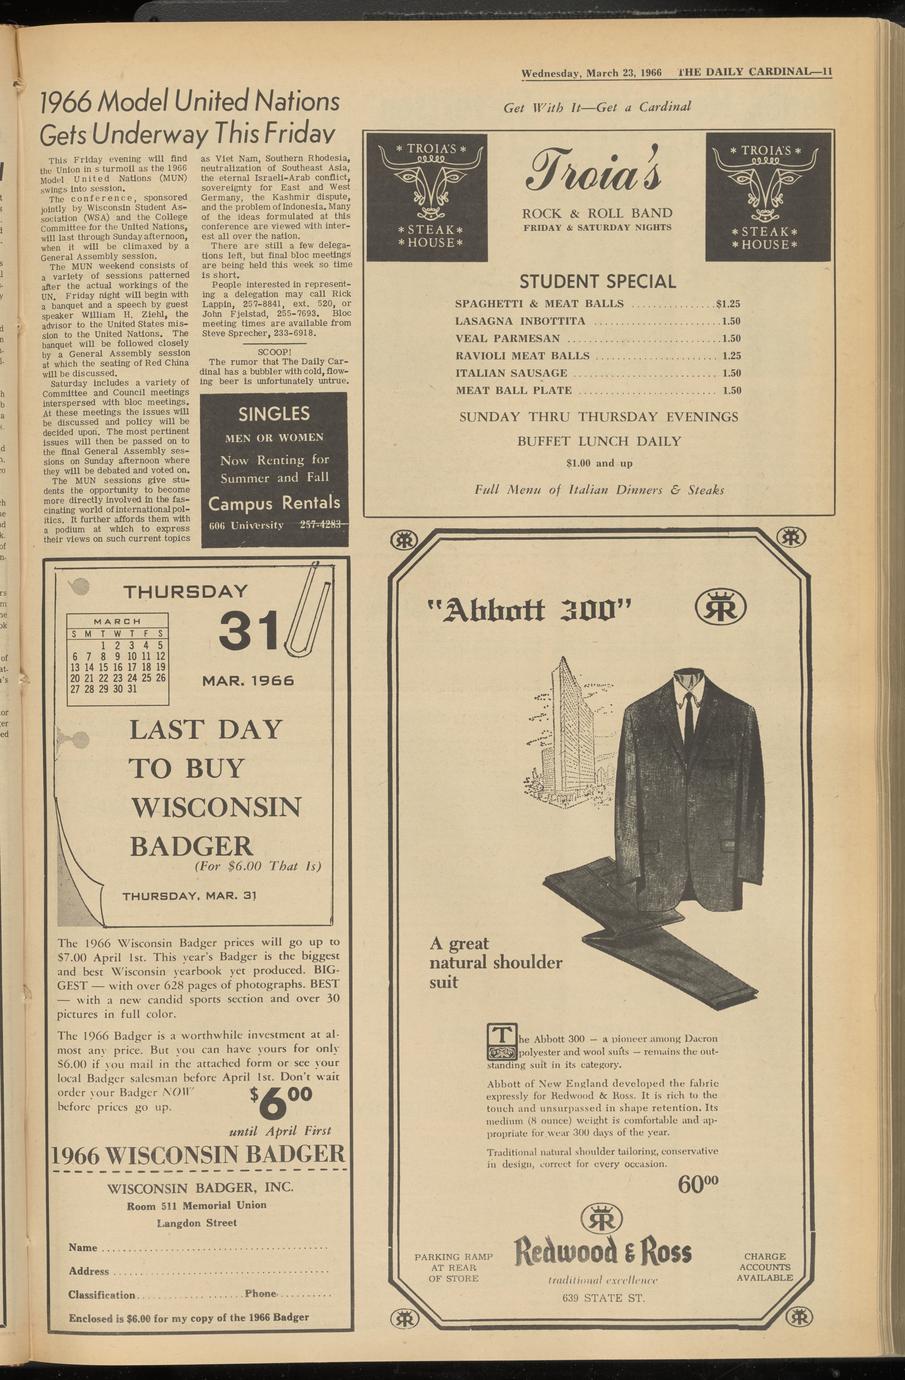 Wednesday, March 23, 1966 THE DAILY CARDINAL—11
1966 Model United Nations
Gets Underway This Friday
This Friday evening will find
the Union in s turmoil as the 1966
Model United Nations (MUN)
swings into session.
The conference, sponsored
jointly by Wisconsin Student As-
sociation (WSA) and the College
Committee for the United Nations,
will last through Sunday afternoon,
when it will be climaxed by a
General Assembly session.
The MUN weekend consists of
a variety of sessions patterned
after the actual workings of the
UN. Friday night will begin with
a banquet and a speech by guest
speaker William H. Ziehl, the
advisor to the United States mis-
sion to the United Nations. The
banquet will be followed closely
by a General Assembly session
at which the seating of Red China
will be discussed.
Saturday includes a variety of
Committee and Council meetings
interspersed with bloc meetings.
At these meetings the issues will
be discussed and policy will be
decided upon. The most pertinent
issues will then be passed on to
the final General Assembly ses-
sions on Sunday afternoon where
they will be debated and voted on.
The MUN sessions give stu-
dents the opportunity to become
more directly involved in the fas-
cinating world of international pol-
itics. It further affords them with
a podium at which to express
their views on such current topics
as Viet Nam, Southern Rhodesia,
neutralization of Southeast Asia,
the eternal Israeli-Arab conflict,
sovereignty for East and West
Germany, the Kashmir dispute,
and the problem of Indonesia. Many
of the ideas formulated at this
conference are viewed with inter-
est all over the nation.
There are still a few delega-
tions left, but final bloc meetings
are being held this week so time
is short.
People interested in represent-
ing a delegation may call Rick
Lappin, 257-8841, ext. 520, or
John Fjelstad, 255-7693. Bloc
meeting times are available from
Steve Sprecher, 233-6918.
SCOOP!
The rumor that The Daily Car-
dinal has a bubbler with cold, flow-
ing beer is unfortunately untrue.
SINGLES
MEN OR WOMEN
Now Renting for
Summer and Fall
Campus Rentals
606 University 257-4283
Get With It—Get a Cardinal
* TROIA'S *
* STEAK *
* HOUSE *
Troia's
ROCK & ROLL BAND
FRIDAY & SATURDAY NIGHTS
* TROIA'S *
* STEAK *
* HOUSE *
STUDENT SPECIAL
SPAGHETTI & MEAT BALLS ............. $1.25
LASAGNA INBOTTITA ..................... 1.50
VEAL PARMESAN .......................... 1.50
RAVIOLI MEAT BALLS ..................... 1.25
ITALIAN SAUSAGE ........................ 1.50
MEAT BALL PLATE ........................ 1.50
SUNDAY THRU THURSDAY EVENINGS
BUFFET LUNCH DAILY
$1.00 and up
Full Menu of Italian Dinners & Steaks
THURSDAY
31
MAR. 1966
MARCH
S M T W T F S
1 2 3 4 5
6 7 8 9 10 11 12
13 14 15 16 17 18 19
20 21 22 23 24 25 26
27 28 29 30 31
LAST DAY
TO BUY
WISCONSIN
BADGER
(For $6.00 That Is)
THURSDAY, MAR. 31
The 1966 Wisconsin Badger prices will go up to
$7.00 April 1st. This year's Badger is the biggest
and best Wisconsin yearbook yet produced. BIG-
GEST — with over 628 pages of photographs. BEST
— with a new candid sports section and over 30
pictures in full color.
The 1966 Badger is a worthwhile investment at al-
most any price. But you can have yours for only
$6.00 if you mail in the attached form or see your
local Badger salesman before April 1st. Don't wait
order your Badger NOW
before prices go up.
$6 00
until April First
1966 WISCONSIN BADGER
WISCONSIN BADGER, INC.
Room 511 Memorial Union
Langdon Street
Name ........................................
Address ......................................
Classification .................... Phone ..........
Enclosed is $6.00 for my copy of the 1966 Badger
"Abbott 300"
RR
A great
natural shoulder
suit
The Abbott 300 — a pioneer among Dacron
polyester and wool suits — remains the out-
standing suit in its category.
Abbott of New England developed the fabric
expressly for Redwood & Ross. It is rich to the
touch and unsurpassed in shape retention. Its
medium (8 ounce) weight is comfortable and ap-
propriate for wear 300 days of the year.
Traditional natural shoulder tailoring, conservative
in design, correct for every occasion.
60 00
RR
PARKING RAMP
AT REAR
OF STORE
Redwood & Ross
traditional excellence
639 STATE ST.
CHARGE
ACCOUNTS
AVAILABLE